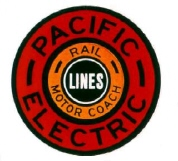 PACIFIC
RAIL
LINES
MOTOR COACH
ELECTRIC